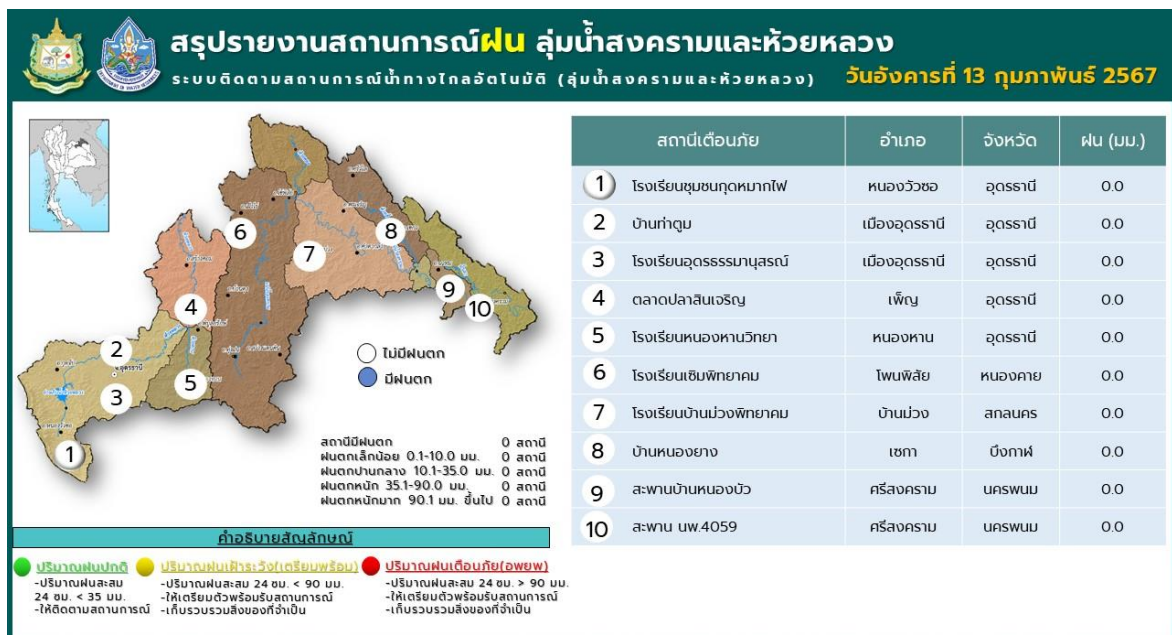 สรุปรายงานสถานการณ์ฝน ลุ่มน้ำสงครามและห้วยหลวง
ระบบติดตามสถานการณ์น้ำทางไกลอัตโนมัติ (ลุ่มน้ำสงครามและห้วยหลวง)
วันอังคารที่ 13 กุมภาพันธ์ 2567
สถานีเตือนภัย อำเภอ จังหวัด ฝน (มม.)
1 โรงเรียนชุมชนกุดหมากไฟ หนองวัวซอ อุดรธานี 0.0
2 บ้านท่าตูม เมืองอุดรธานี อุดรธานี 0.0
3 โรงเรียนอุดรธรรมานุสรณ์ เมืองอุดรธานี อุดรธานี 0.0
4 ตลาดปลาสินเจริญ เพ็ญ อุดรธานี 0.0
5 โรงเรียนหนองหานวิทยา หนองหาน อุดรธานี 0.0
6 โรงเรียนเซิมพิทยาคม โพนพิสัย หนองคาย 0.0
7 โรงเรียนบ้านม่วงพิทยาคม บ้านม่วง สกลนคร 0.0
8 บ้านหนองยาง เซกา บึงกาฬ 0.0
9 สะพานบ้านหนองบัว ศรีสงคราม นครพนม 0.0
10 สะพาน นพ.4059 ศรีสงคราม นครพนม 0.0
6
8
7
9
10
4
2
จ.อุดรธานี
5
3
1
ไม่มีฝนตก
มีฝนตก
สถานีมีฝนตก 0 สถานี
ฝนตกเล็กน้อย 0.1-10.0 มม. 0 สถานี
ฝนตกปานกลาง 10.1-35.0 มม. 0 สถานี
ฝนตกหนัก 35.1-90.0 มม. 0 สถานี
ฝนตกหนักมาก 90.1 มม. ขึ้นไป 0 สถานี
คำอธิบายสัญลักษณ์
ปริมาณฝนปกติ
-ปริมาณฝนสะสม
24 ชม. < 35 มม.
-ให้ติดตามสถานการณ์
ปริมาณฝนเฝ้าระวัง(เตรียมพร้อม)
-ปริมาณฝนสะสม 24 ชม. < 90 มม.
-ให้เตรียมตัวพร้อมรับสถานการณ์
-เก็บรวบรวมสิ่งของที่จำเป็น
ปริมาณฝนเตือนภัย(อพยพ)
-ปริมาณฝนสะสม 24 ชม. > 90 มม.
-ให้เตรียมตัวพร้อมรับสถานการณ์
-เก็บรวบรวมสิ่งของที่จำเป็น